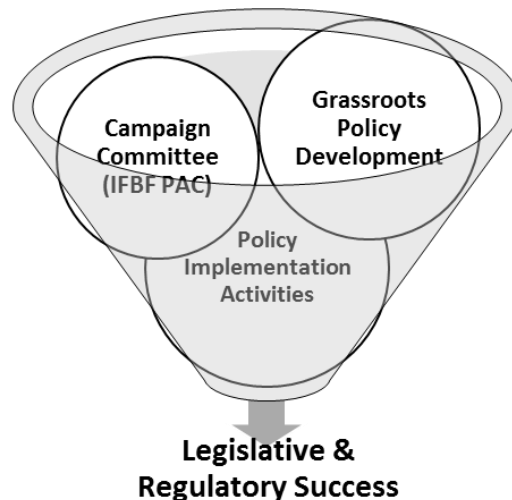 Campaign
Committee
(IFBF PAC)
Grassroots
Policy
Development
Policy
Implementation
Activities
Legislative &
Regulatory Success